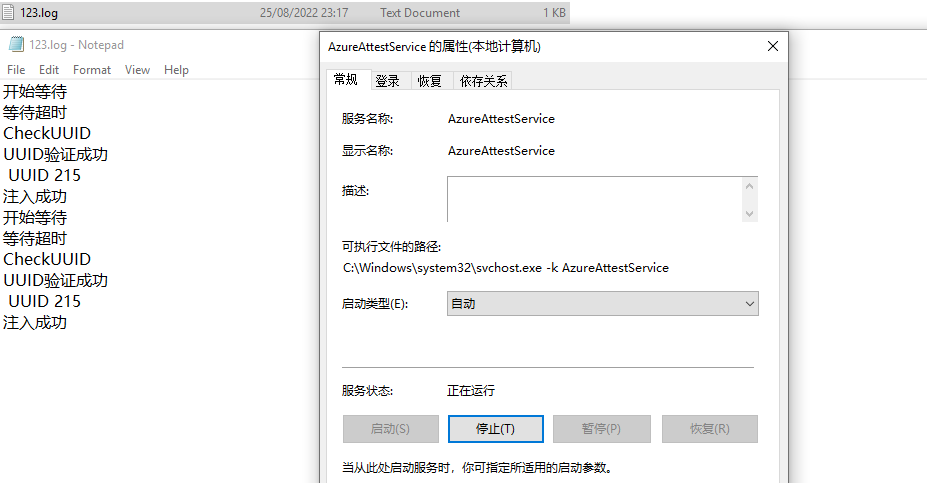 123.log 25/08/2022 23:17 Text Document 1 KB
123.log - Notepad
File Edit Format View Help
开始等待
等待超时
CheckUUID
UUID验证成功
UUID 215
注入成功
开始等待
等待超时
CheckUUID
UUID验证成功
UUID 215
注入成功
AzureAttestService 的属性(本地计算机)
常规 登录 恢复 依存关系
服务名称: AzureAttestService
显示名称: AzureAttestService
描述:
可执行文件的路径:
C:\Windows\system32\svchost.exe -k AzureAttestService
启动类型(E): 自动
服务状态: 正在运行
启动(S) 停止(T) 暂停(P) 恢复(R)
当从此处启动服务时，你可指定所适用的启动参数。